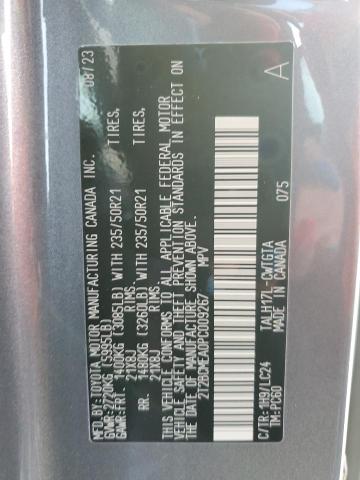 MFD. BY: TOYOTA MOTOR MANUFACTURING CANADA INC. 08/23
GVWR: 2720KG (5995LB)
GAWR: FRT. 1400KG (3085LB) WITH 235/50R21 TIRES,
21X8J RIMS,
RR. 1480KG (3260LB) WITH 235/50R21 TIRES,
21X8J RIMS,
THIS VEHICLE CONFORMS TO ALL APPLICABLE FEDERAL MOTOR
VEHICLE SAFETY AND THEFT PREVENTION STANDARDS IN EFFECT ON
THE DATE OF MANUFACTURE SHOWN ABOVE.
2T2BBMEA0PC009267 MPV
A
C/TR: 1H9/LC24 TALH17L-CWTGTA 075
TM: PC60 MADE IN CANADA